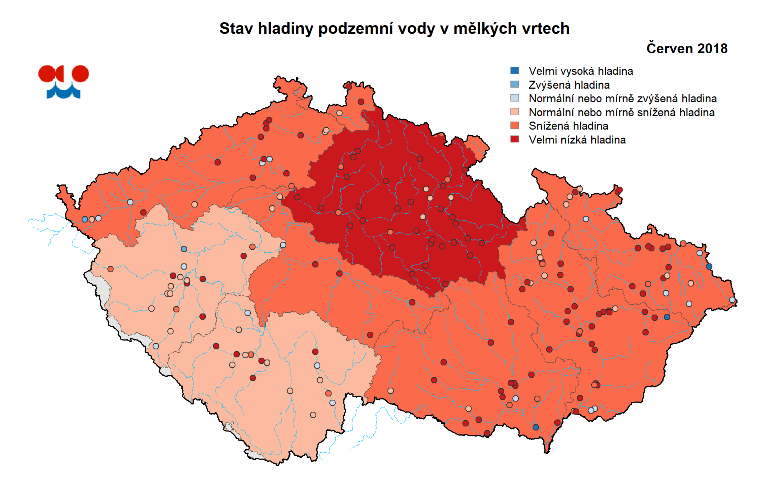 Stav hladiny podzemní vody v mělkých vrtech
Červen 2018
Velmi vysoká hladina
Zvýšená hladina
Normální nebo mírně zvýšená hladina
Normální nebo mírně snížená hladina
Snížená hladina
Velmi nízká hladina